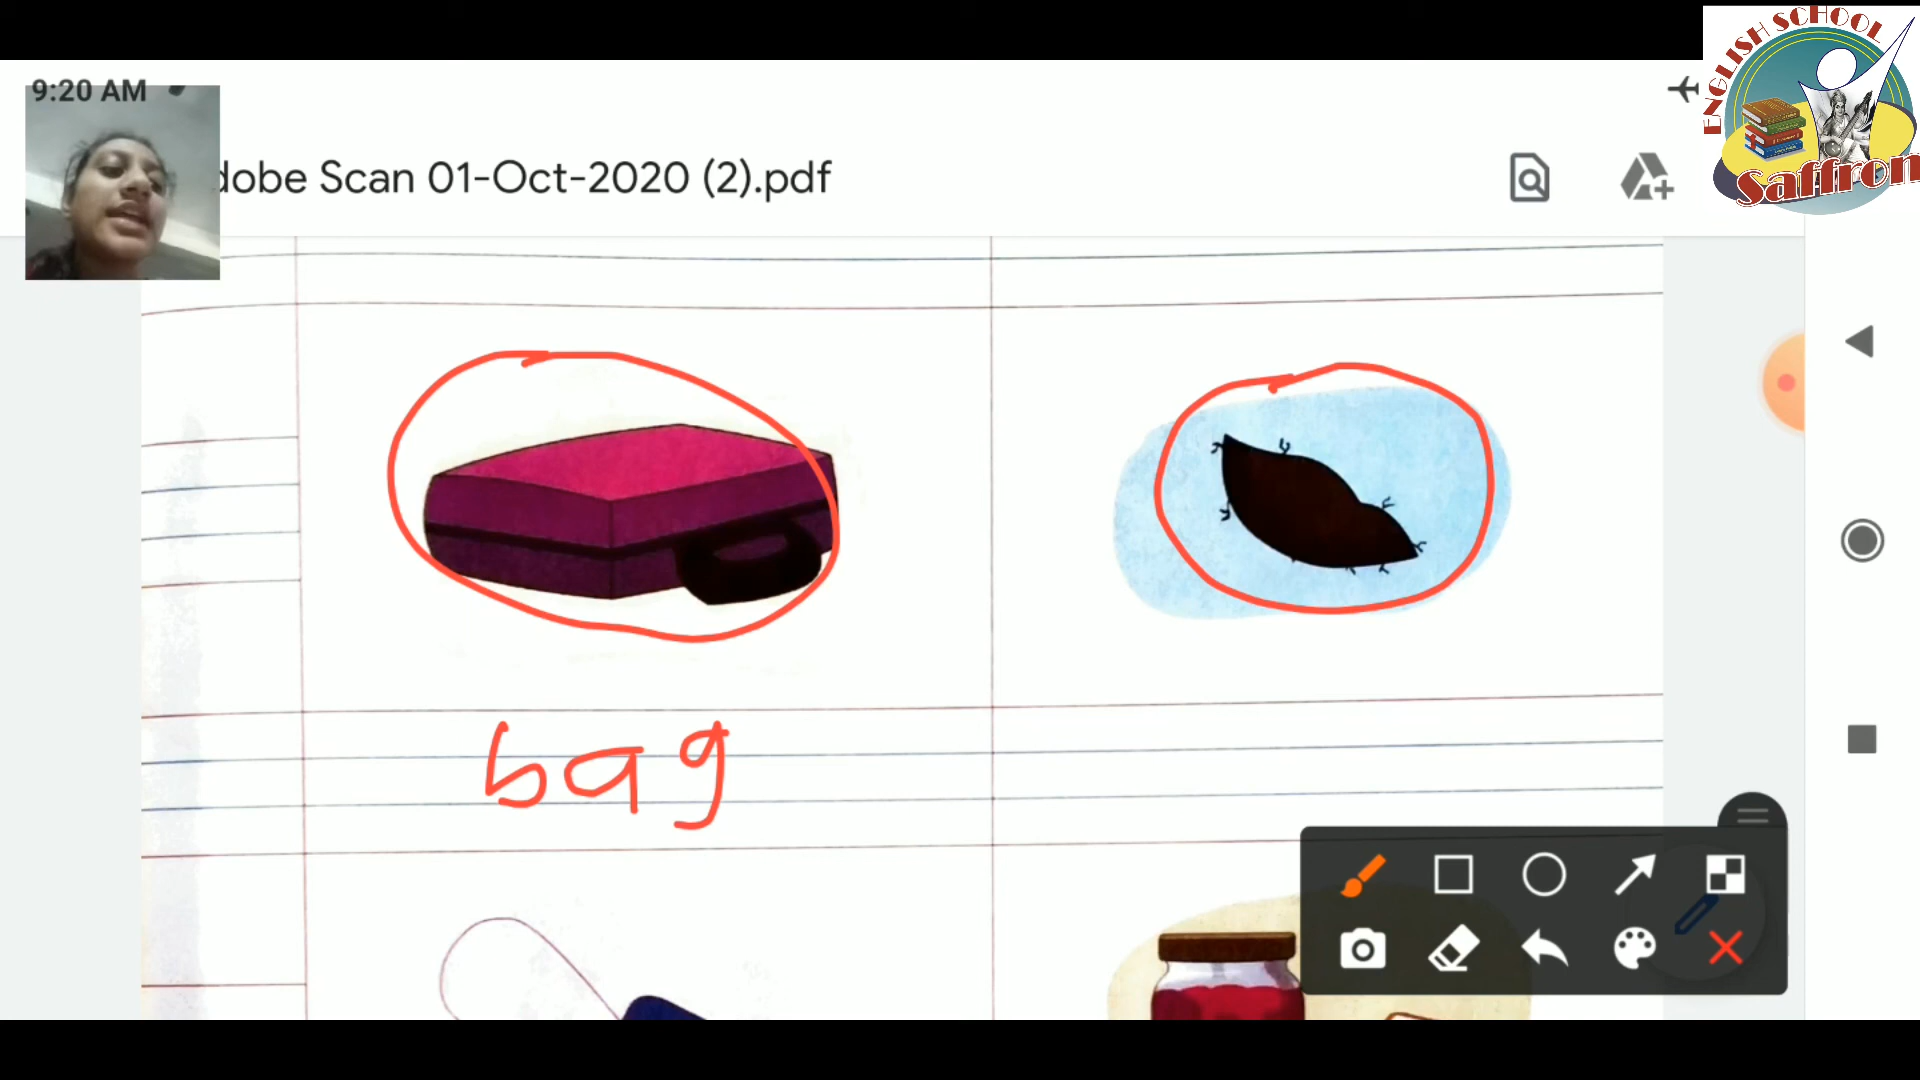 ENGLISH SCHOOL
Saffron
9:20 AM
dobe Scan 01-Oct-2020 (2).pdf
bag